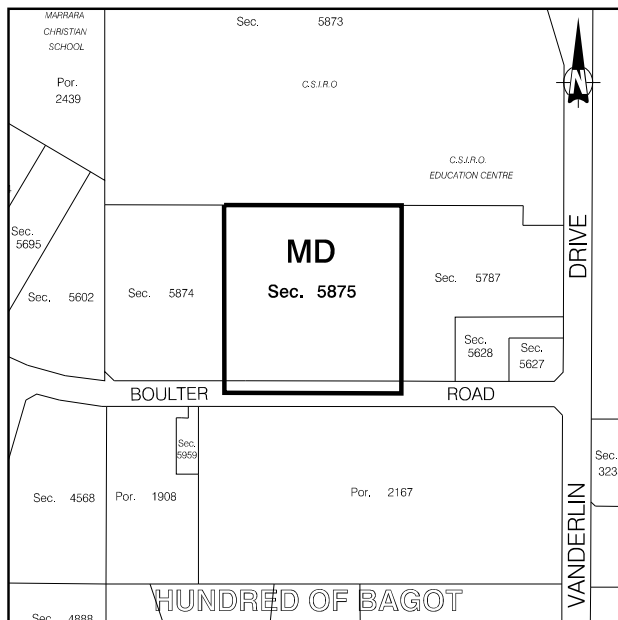 MARRARA
CHRISTIAN
SCHOOL
Por.
2439
Sec. 5873
C.S.I.R.O
C.S.I.R.O.
EDUCATION CENTRE
N
DRIVE
Sec.
5695
Sec. 5602
Sec. 5874
MD
Sec. 5875
Sec. 5787
Sec.
5628
Sec.
5627
BOULTER ROAD
Sec.
5959
Sec. 4568
Por. 1908
Por. 2167
Sec.
323
VANDERLIN
HUNDRED OF BAGOT
Sec. 4888